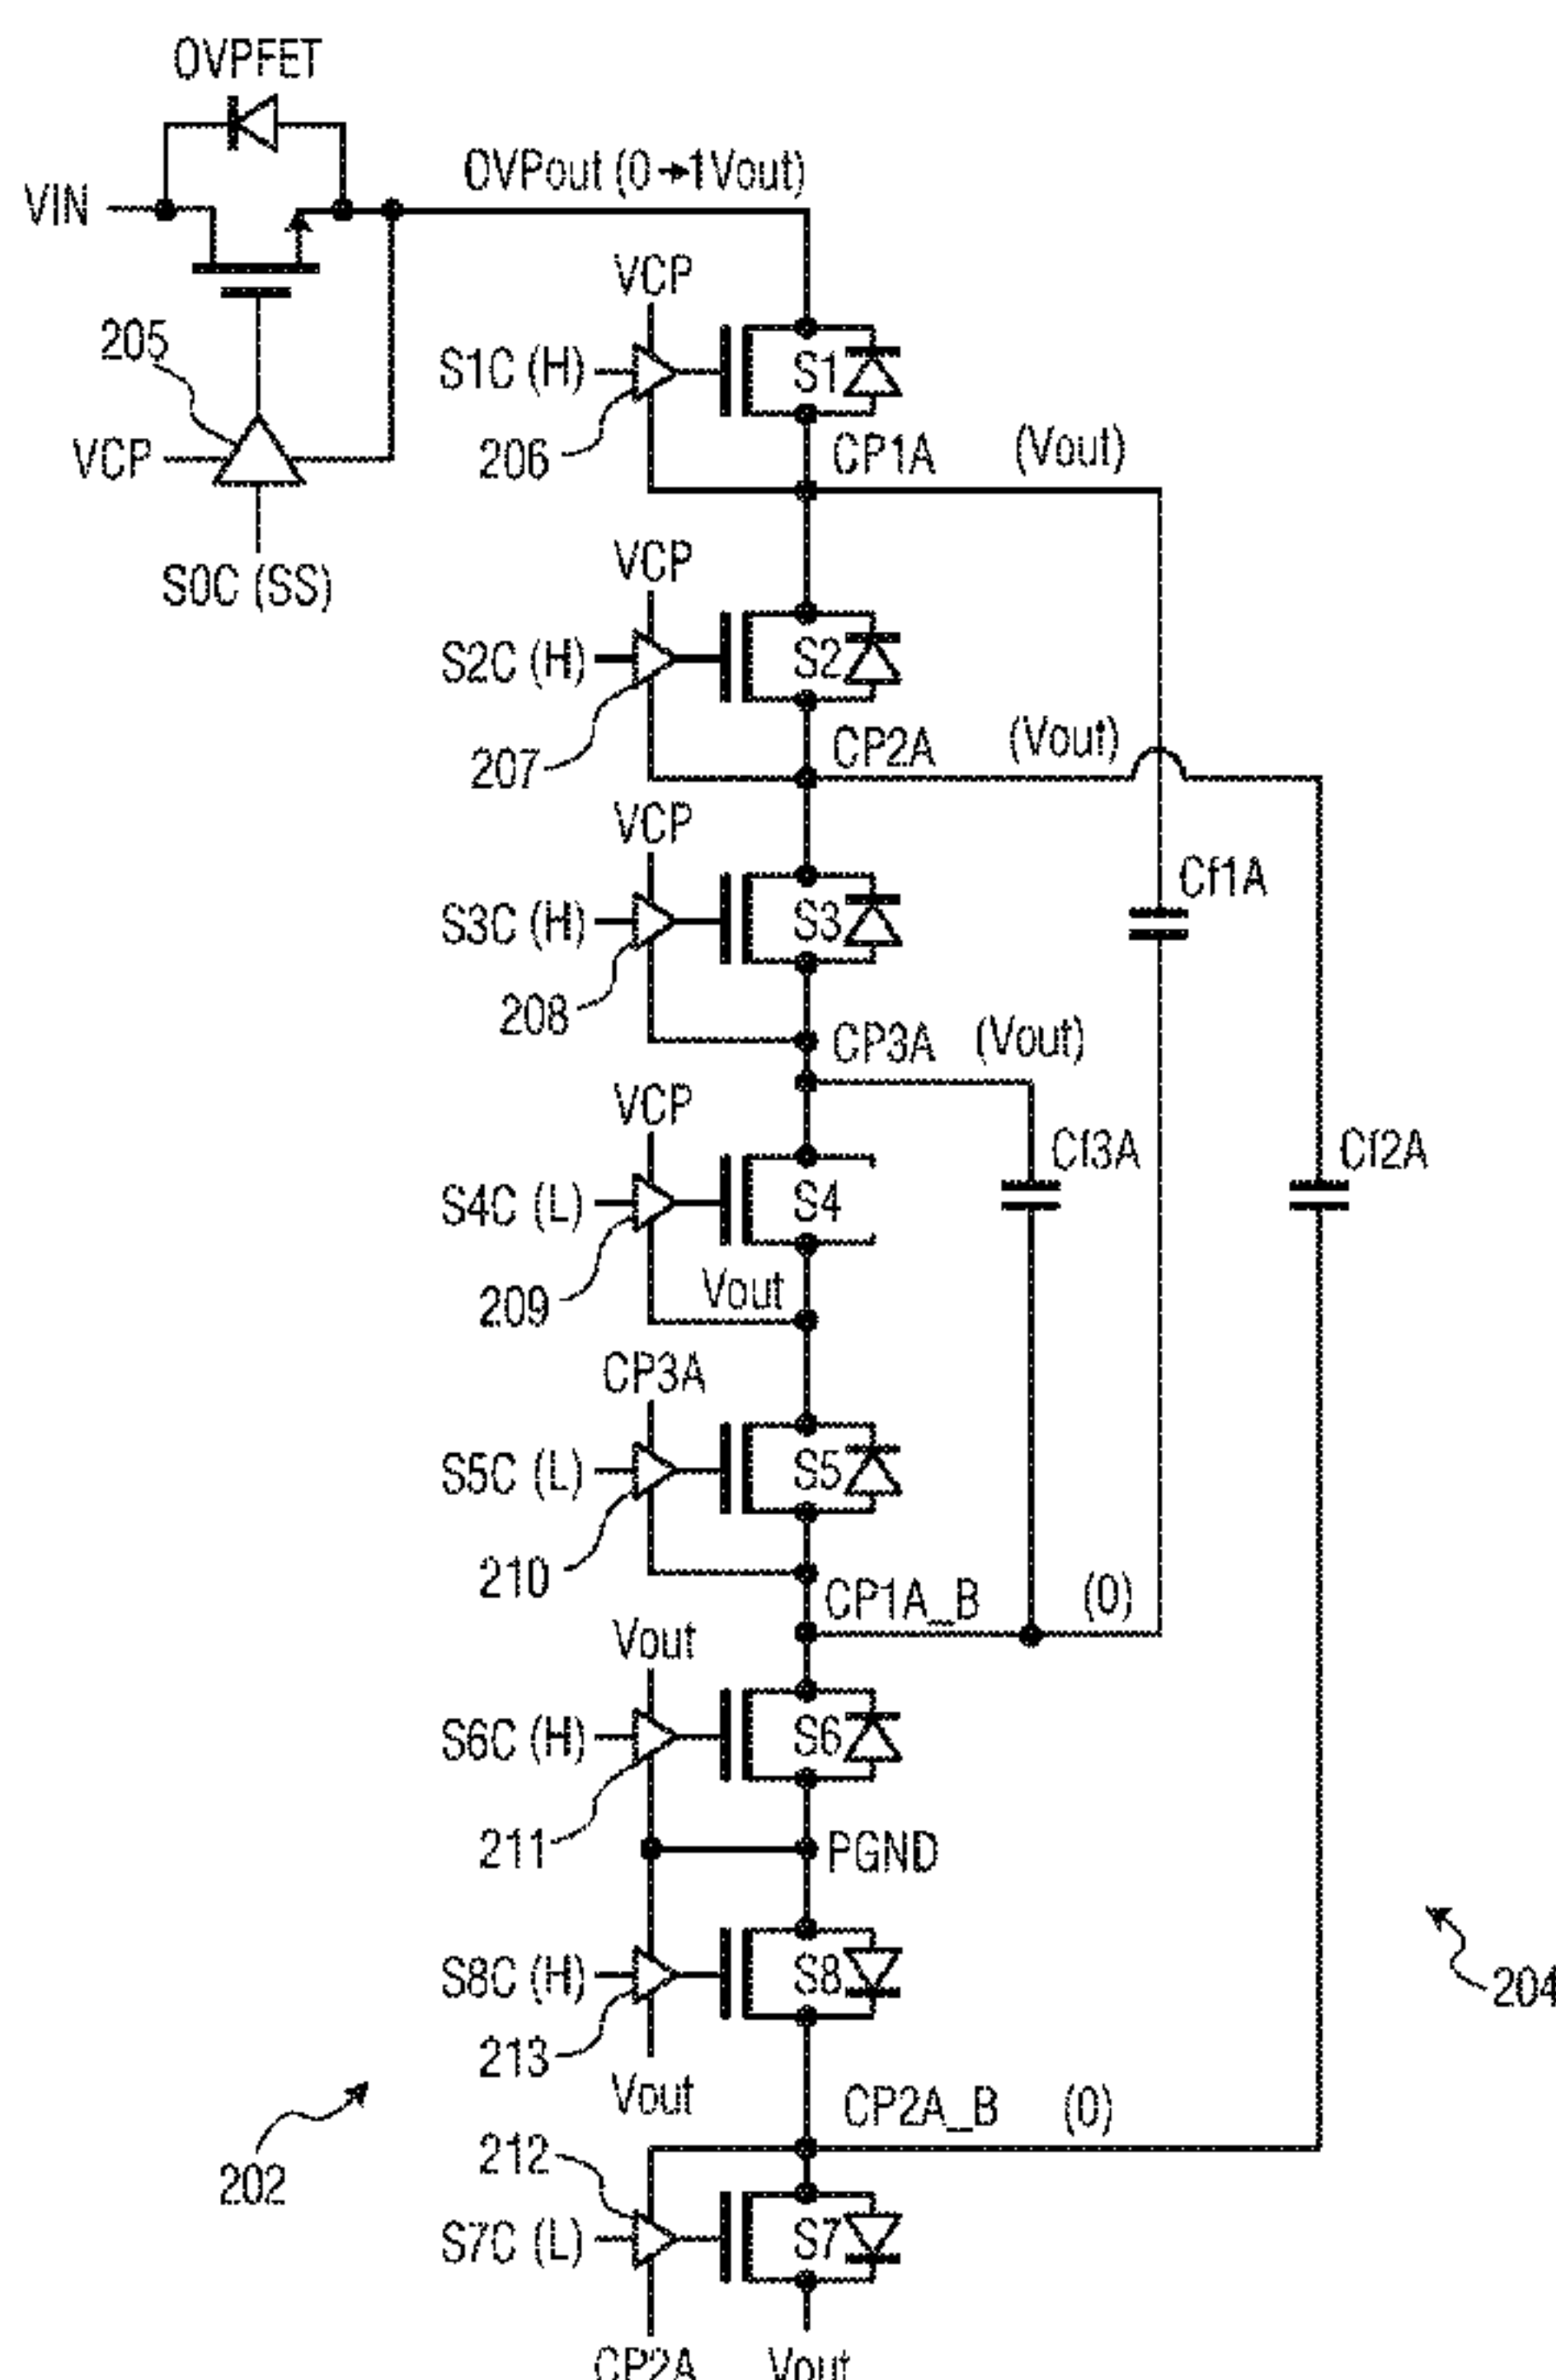 OVPFET
VIN
OVPout (0→1Vout)
VCP
205
S1C (H)
S1
206
CP1A (Vout)
VCP
S0C (SS)
VCP
S2C (H)
S2
207
CP2A (Vout)
VCP
Cf1A
S3C (H)
S3
208
CP3A (Vout)
VCP
Cf3A
Cf2A
S4C (L)
S4
209
Vout
CP3A
S5C (L)
S5
210
CP1A_B (0)
Vout
S6C (H)
S6
211
PGND
S8C (H)
S8
204
213
Vout
CP2A_B (0)
202
212
S7C (L)
S7
CP2A
Vout